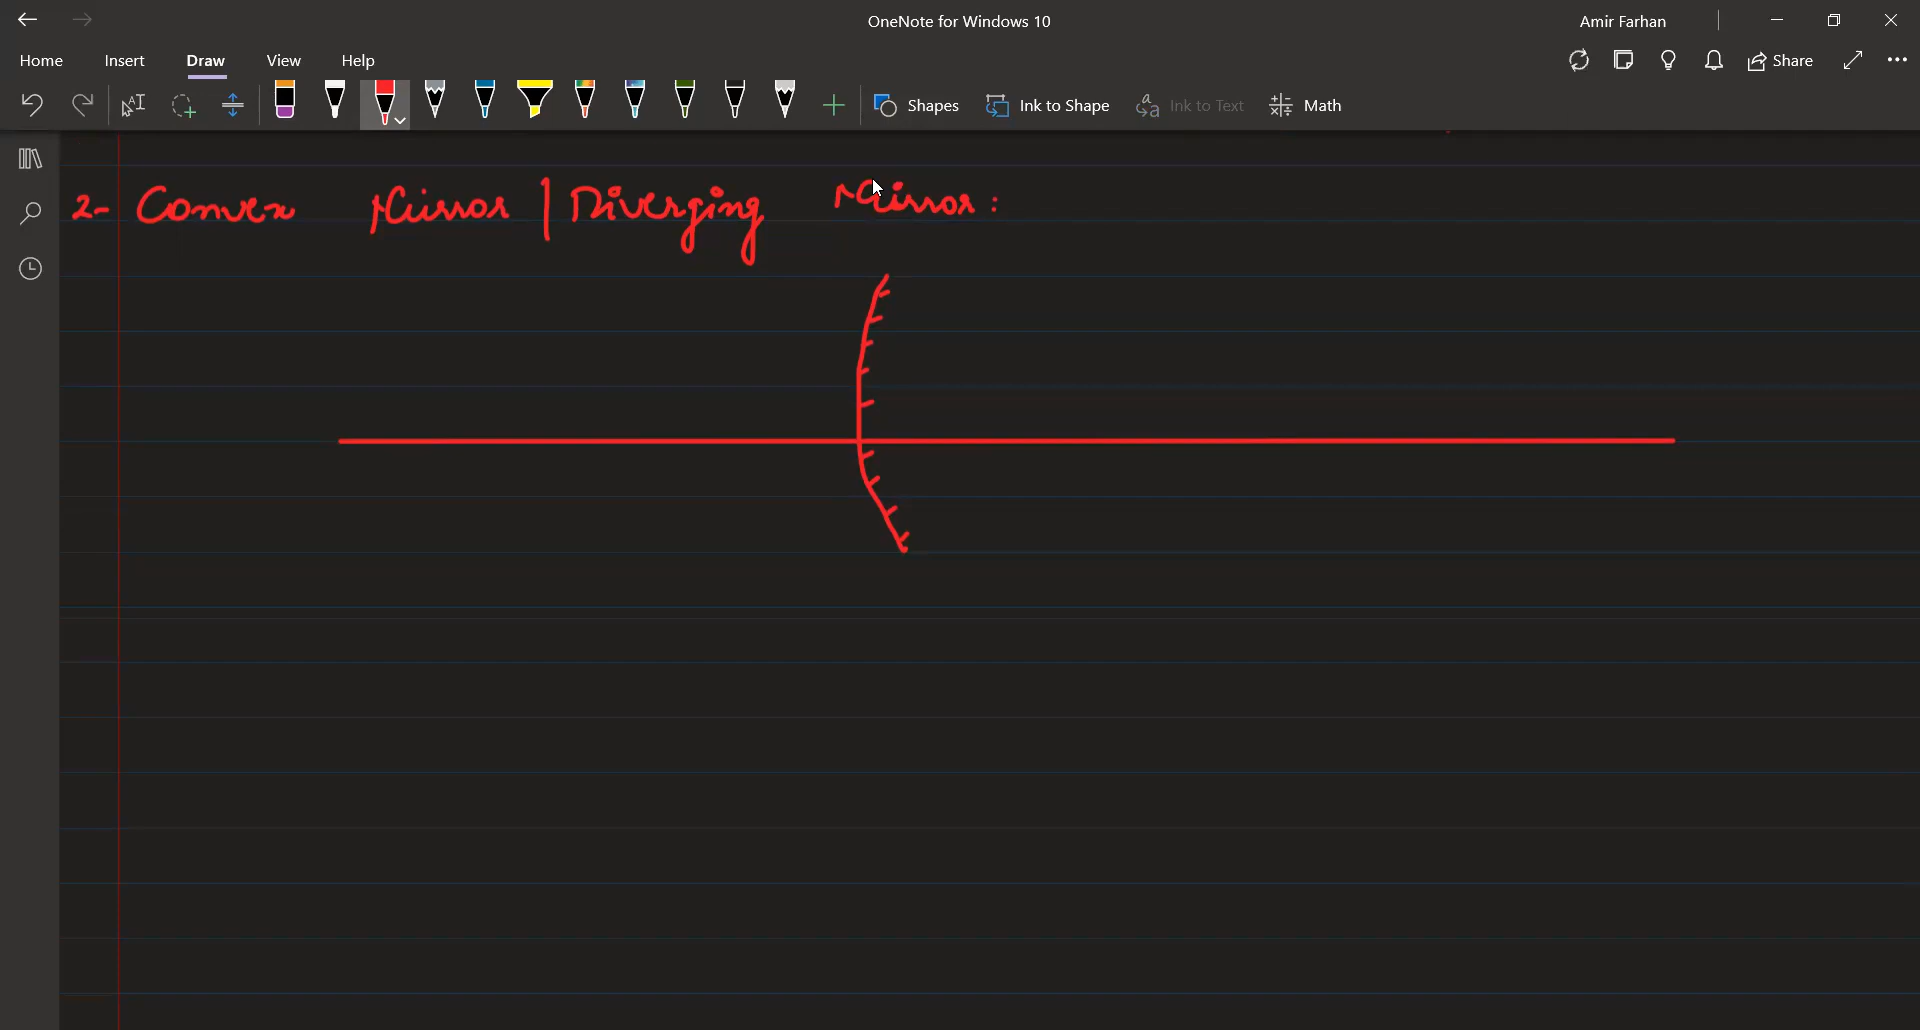 OneNote for Windows 10
Amir Farhan
Home Insert Draw View Help
Share
Shapes Ink to Shape Ink to Text Math
2- Convex Mirror | Diverging Mirror :